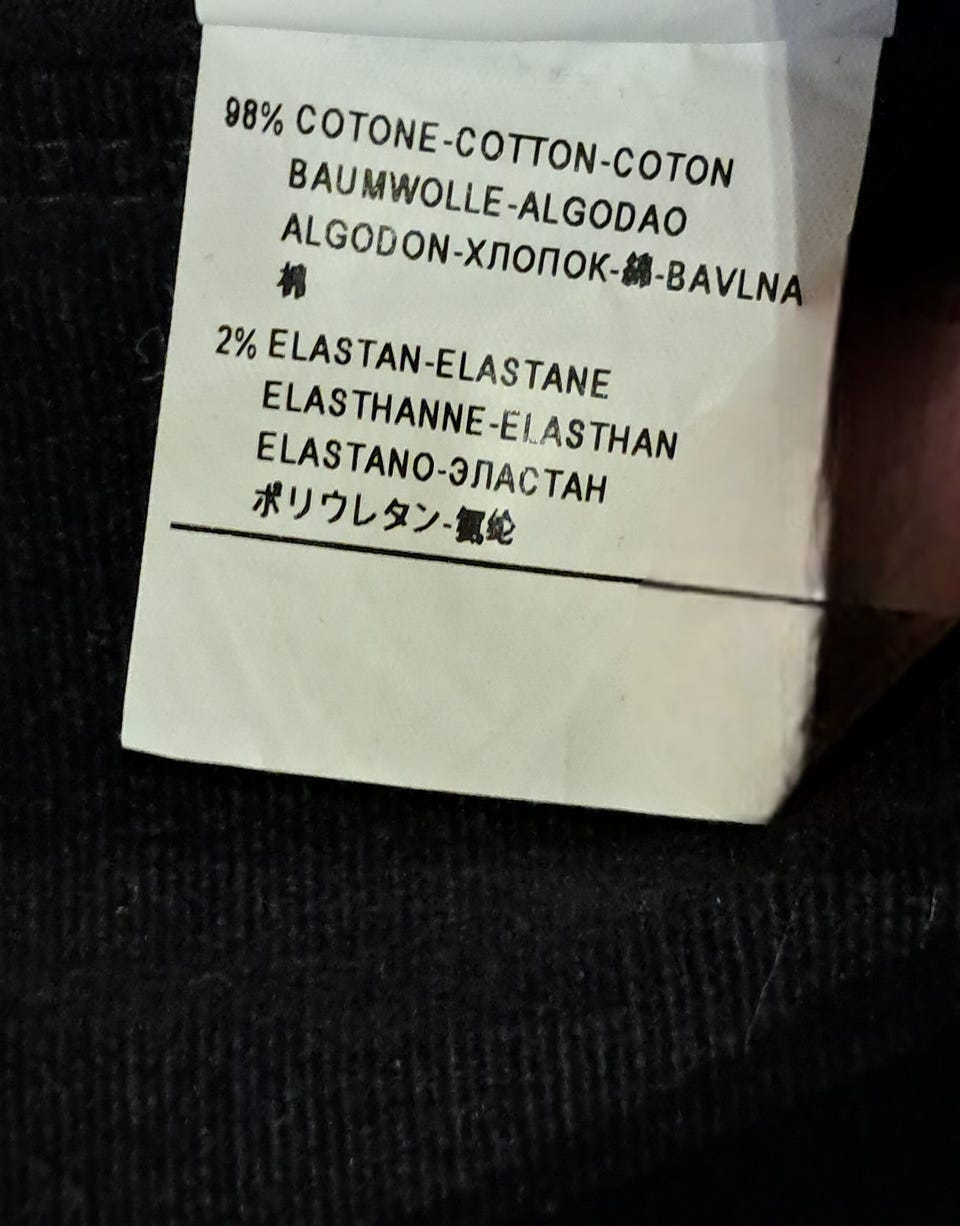 98% COTONE-COTTON-COTON
BAUMWOLLE-ALGODAO
ALGODON-ХЛОПОК-綿-BAVLNA
棉
2% ELASTAN-ELASTANE
ELASTHANNE-ELASTHAN
ELASTANO-ЭЛАСТАН
ポリウレタン-氨纶